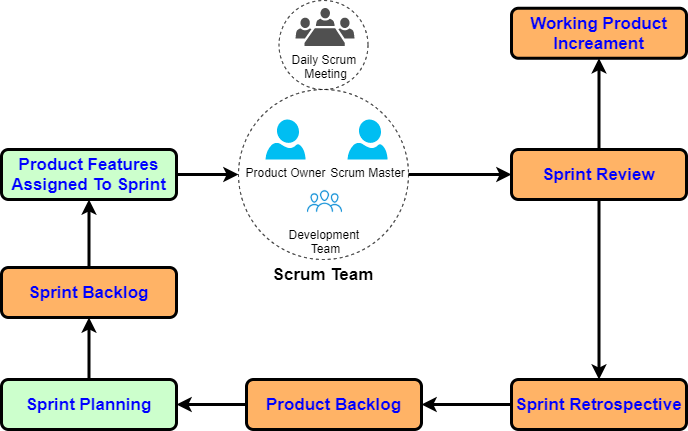 Daily Scrum
Meeting
Working Product
Increament
Product Features
Assigned To Sprint
Product Owner
Scrum Master
Development
Team
Scrum Team
Sprint Review
Sprint Backlog
Sprint Planning
Product Backlog
Sprint Retrospective